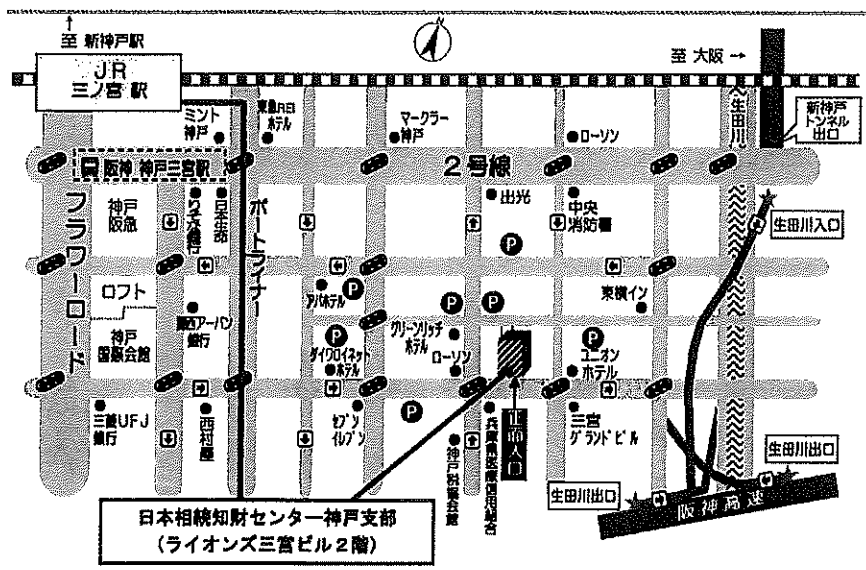 至 新神戸駅
至 大阪 →
JR
三ノ宮 駅
ミント
神戸
東急REI
ホテル
マークラー
神戸
ローソン
生田川
新神戸
トンネル
出口
阪神 神戸三宮駅
2号線
フラワーロード
神戸
阪急
りそな銀行
日本生命
ポートライナー
出光
中央
消防署
生田川入口
ロフト
アパホテル
東横イン
神戸
国際会館
関西アーバン
銀行
ダイワロイネット
ホテル
グリーンリッチ
ホテル
ローソン
ユニオン
ホテル
三菱UFJ
銀行
西村屋
セブン
イレブン
神戸税協会館
兵庫県医療信用組合
正面入口
三宮
グランドビル
生田川出口
生田川出口
阪神高速
日本相続知財センター神戸支部
(ライオンズ三宮ビル2階)
P
P
P
P
P
P
P